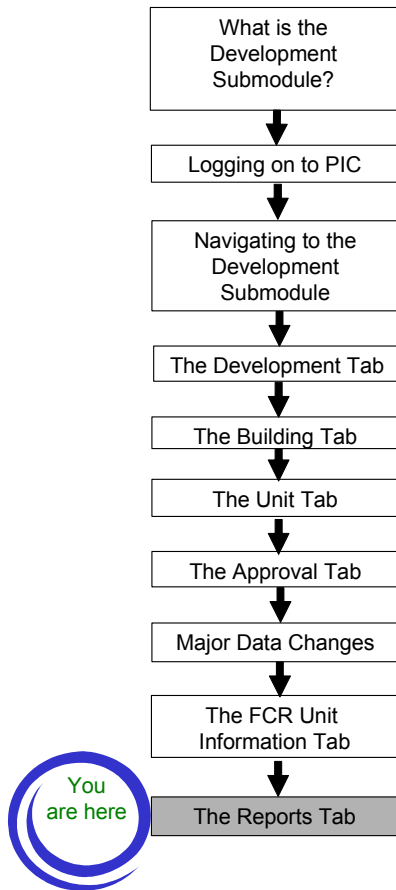 What is the
Development
Submodule?
Logging on to PIC
Navigating to the
Development
Submodule
The Development Tab
The Building Tab
The Unit Tab
The Approval Tab
Major Data Changes
The FCR Unit
Information Tab
You
are here
The Reports Tab